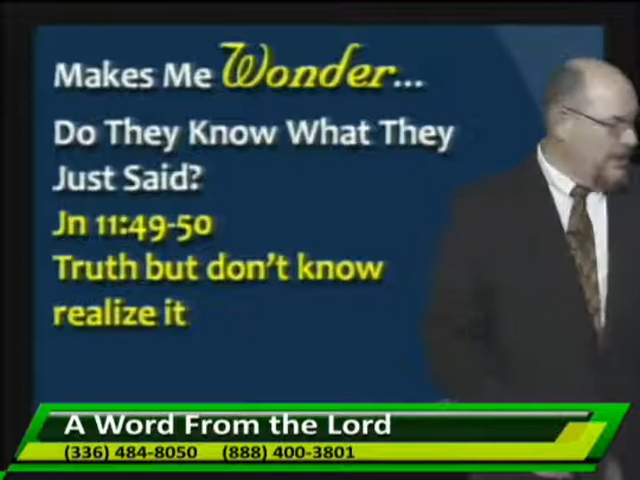 Makes Me Wonder...
Do They Know What They
Just Said?
Jn 11:49-50
Truth but don't know
realize it
A Word From the Lord
(336) 484-8050 (888) 400-3801